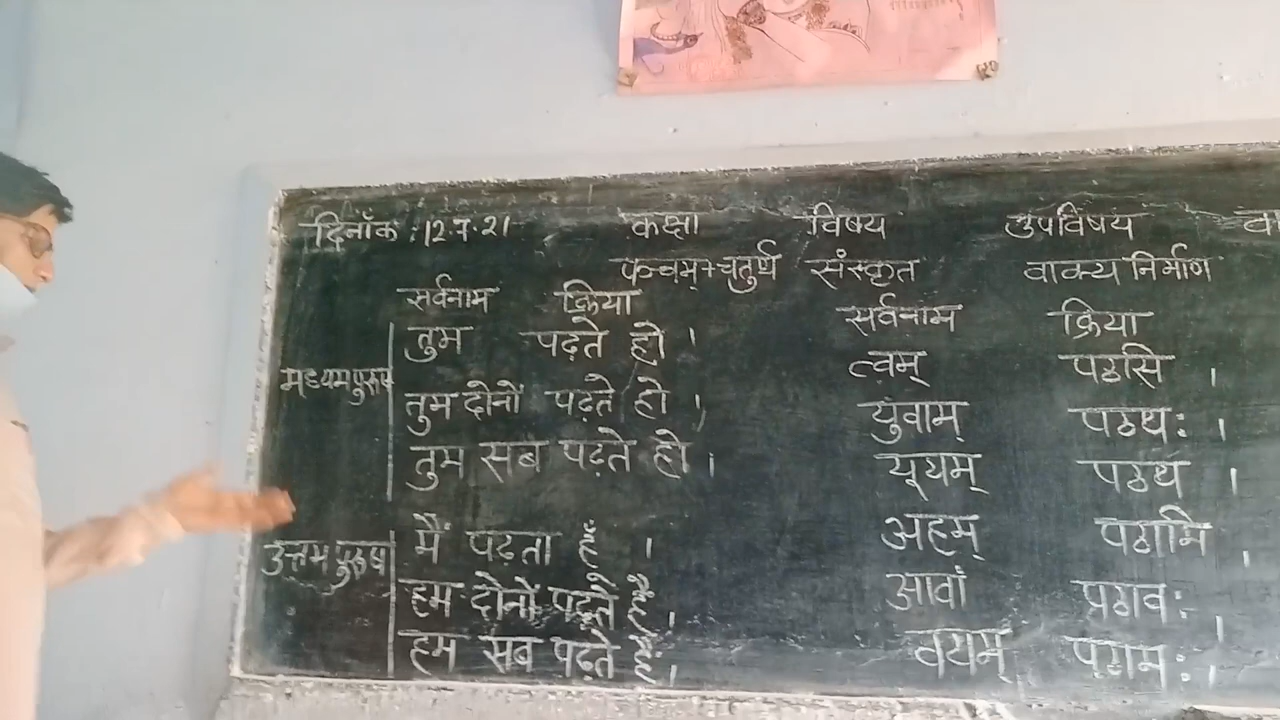 दिनाँक : 12.7.21 कक्षा विषय उपविषय
पञ्चम्+चतुर्थ संस्कृत वाक्य निर्माण
सर्वनाम क्रिया सर्वनाम क्रिया
तुम पढ़ते हो । त्वम् पठसि ।
मध्यमपुरूष
तुम दोनों पढ़ते हो । युवाम् पठथः ।
तुम सब पढ़ते हो । यूयम् पठथ ।
मैं पढ़ता हूँ । अहम् पठामि ।
उत्तमपुरूष
हम दोनों पढ़ते हैं । आवां पठावः ।
हम सब पढ़ते हैं । वयम् पठामः ।